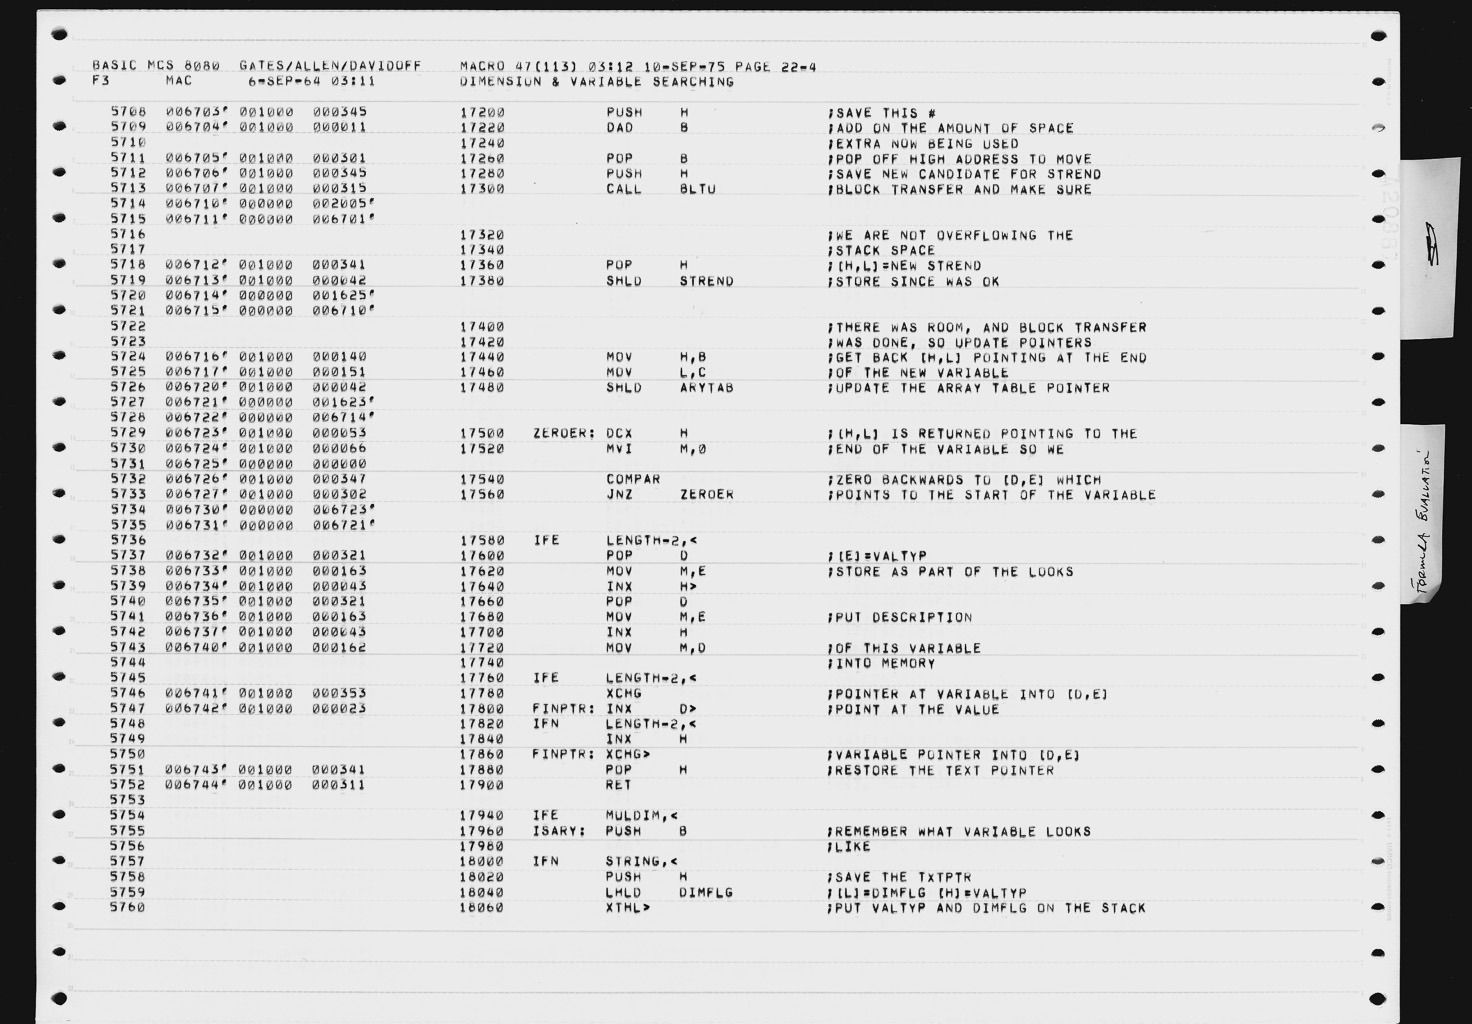 BASIC MCS 8080 GATES/ALLEN/DAVIDOFF MACRO 47(113) 03:12 10-SEP-75 PAGE 22-4
F3 MAC 6-SEP-64 03:11 DIMENSION & VARIABLE SEARCHING
5708 006703' 001000 000345 17200 PUSH H ;SAVE THIS #
5709 006704' 001000 000011 17220 DAD B ;ADD ON THE AMOUNT OF SPACE
5710 17240 ;EXTRA NOW BEING USED
5711 006705' 001000 000301 17260 POP B ;POP OFF HIGH ADDRESS TO MOVE
5712 006706' 001000 000345 17280 PUSH H ;SAVE NEW CANDIDATE FOR STREND
5713 006707' 001000 000315 17300 CALL BLTU ;BLOCK TRANSFER AND MAKE SURE
5714 006710' 000000 002005'
5715 006711' 000000 006701'
5716 17320 ;WE ARE NOT OVERFLOWING THE
5717 17340 ;STACK SPACE
5718 006712' 001000 000341 17360 POP H ;[H,L]=NEW STREND
5719 006713' 001000 000042 17380 SHLD STREND ;STORE SINCE WAS OK
5720 006714' 000000 001625'
5721 006715' 000000 006710'
5722 17400 ;THERE WAS ROOM, AND BLOCK TRANSFER
5723 17420 ;WAS DONE, SO UPDATE POINTERS
5724 006716' 001000 000140 17440 MOV H,B ;GET BACK [H,L] POINTING AT THE END
5725 006717' 001000 000151 17460 MOV L,C ;OF THE NEW VARIABLE
5726 006720' 001000 000042 17480 SHLD ARYTAB ;UPDATE THE ARRAY TABLE POINTER
5727 006721' 000000 001623'
5728 006722' 000000 006714'
5729 006723' 001000 000053 17500 ZEROER: DCX H ;[H,L] IS RETURNED POINTING TO THE
5730 006724' 001000 000066 17520 MVI M,0 ;END OF THE VARIABLE SO WE
5731 006725' 000000 000000
5732 006726' 001000 000347 17540 COMPAR ;ZERO BACKWARDS TO [D,E] WHICH
5733 006727' 001000 000302 17560 JNZ ZEROER ;POINTS TO THE START OF THE VARIABLE
5734 006730' 000000 006723'
5735 006731' 000000 006721'
5736 17580 IFE LENGTH-2,<
5737 006732' 001000 000321 17600 POP D ;[E]=VALTYP
5738 006733' 001000 000163 17620 MOV M,E ;STORE AS PART OF THE LOOKS
5739 006734' 001000 000043 17640 INX H>
5740 006735' 001000 000321 17660 POP D
5741 006736' 001000 000163 17680 MOV M,E ;PUT DESCRIPTION
5742 006737' 001000 000043 17700 INX H
5743 006740' 001000 000162 17720 MOV M,D ;OF THIS VARIABLE
5744 17740 ;INTO MEMORY
5745 17760 IFE LENGTH-2,<
5746 006741' 001000 000353 17780 XCHG ;POINTER AT VARIABLE INTO [D,E]
5747 006742' 001000 000023 17800 FINPTR: INX D> ;POINT AT THE VALUE
5748 17820 IFN LENGTH-2,<
5749 17840 INX H
5750 17860 FINPTR: XCHG> ;VARIABLE POINTER INTO [D,E]
5751 006743' 001000 000341 17880 POP H ;RESTORE THE TEXT POINTER
5752 006744' 001000 000311 17900 RET
5753
5754 17940 IFE MULDIM,<
5755 17960 ISARY: PUSH B ;REMEMBER WHAT VARIABLE LOOKS
5756 17980 ;LIKE
5757 18000 IFN STRING,<
5758 18020 PUSH H ;SAVE THE TXTPTR
5759 18040 LHLD DIMFLG ;[L]=DIMFLG [H]=VALTYP
5760 18060 XTHL> ;PUT VALTYP AND DIMFLG ON THE STACK
FORMULA EVALUATION